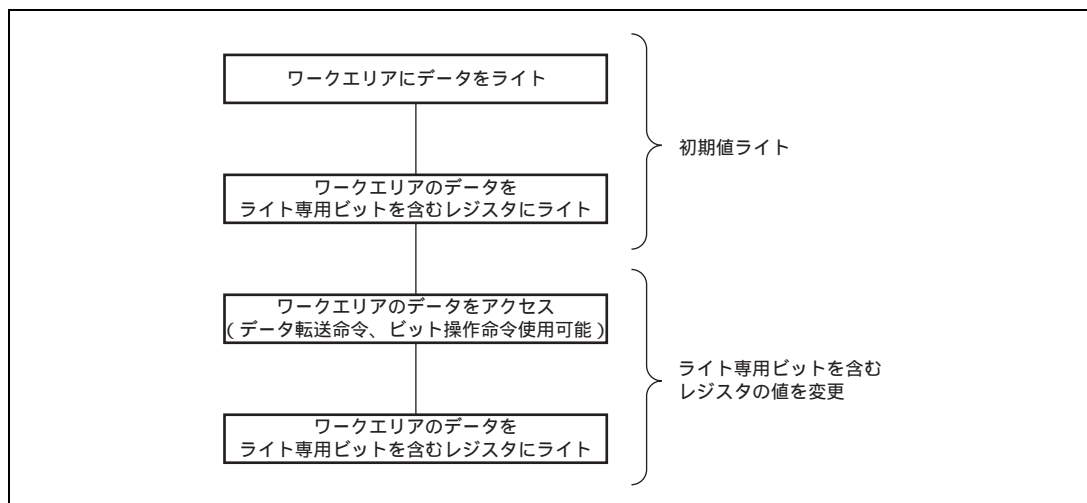 ワークエリアにデータをライト
初期値ライト
ワークエリアのデータを
ライト専用ビットを含むレジスタにライト
ワークエリアのデータをアクセス
(データ転送命令、ビット操作命令使用可能)
ライト専用ビットを含む
レジスタの値を変更
ワークエリアのデータを
ライト専用ビットを含むレジスタにライト